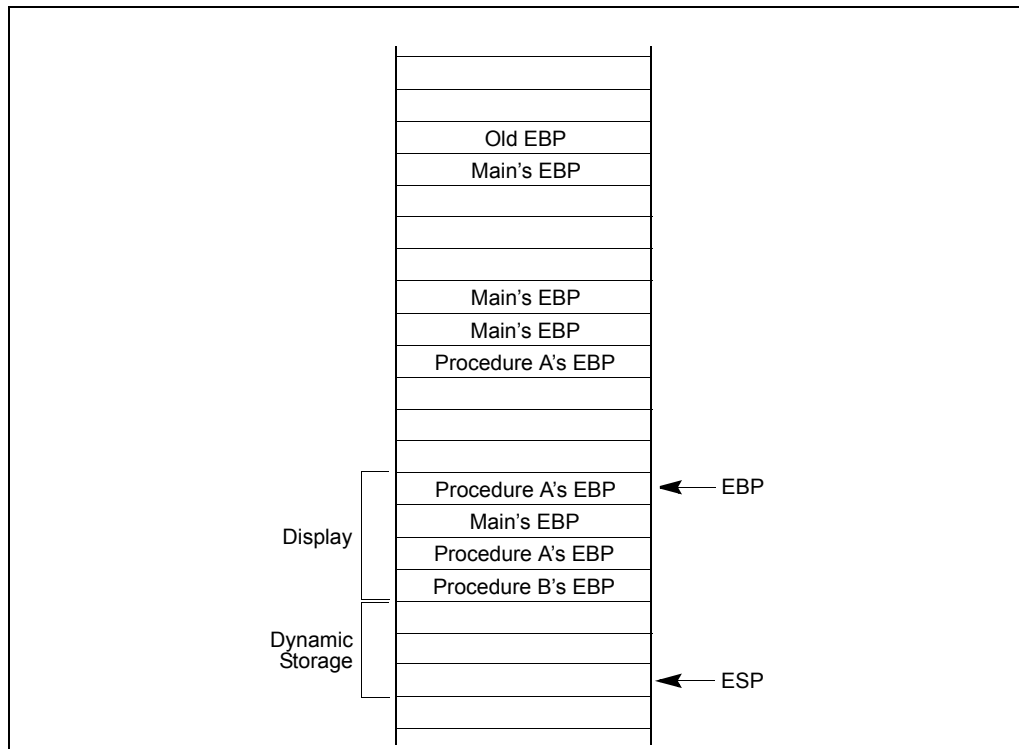 Old EBP
Main's EBP
Main's EBP
Main's EBP
Procedure A's EBP
Procedure A's EBP
EBP
Main's EBP
Display
Procedure A's EBP
Procedure B's EBP
Dynamic
Storage
ESP